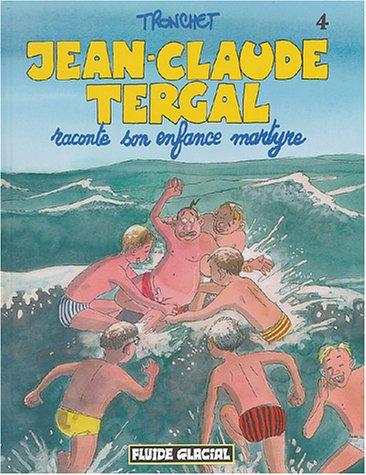 TRONCHET
4
JEAN-CLAUDE
TERGAL
raconte son enfance martyre
FLUIDE GLACIAL